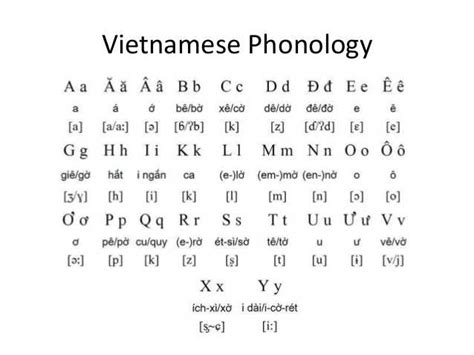 Vietnamese Phonology
A a Ă ă Â â B b C c D d Đ đ E e Ê ê
a á ớ bê/bờ xê/cờ dê/dờ đê/đờ e ê
[a] [a/aː] [ə] [ɓ/ʔb] [k] [z] [ɗ/ʔd] [ɛ] [e]
G g H h I i K k L l M m N n O o Ô ô
giê/gờ hát i ngắn ca (e-)lờ (em-)mờ (en-)nờ o ô
[ʒ/ɣ] [h] [i] [k] [l] [m] [n] [ɔ] [o]
Ơ ơ P p Q q R r S s T t U u Ư ư V v
ơ pê/pờ cu/quy (e-)rờ ét-sì/sờ tê/tờ u ư vê/vờ
[əː] [p] [k] [z] [ʂ] [t] [u] [ɨ] [v/j]
X x Y y
ích-xì/xờ i dài/i-cờ-rét
[s~ɕ] [iː]